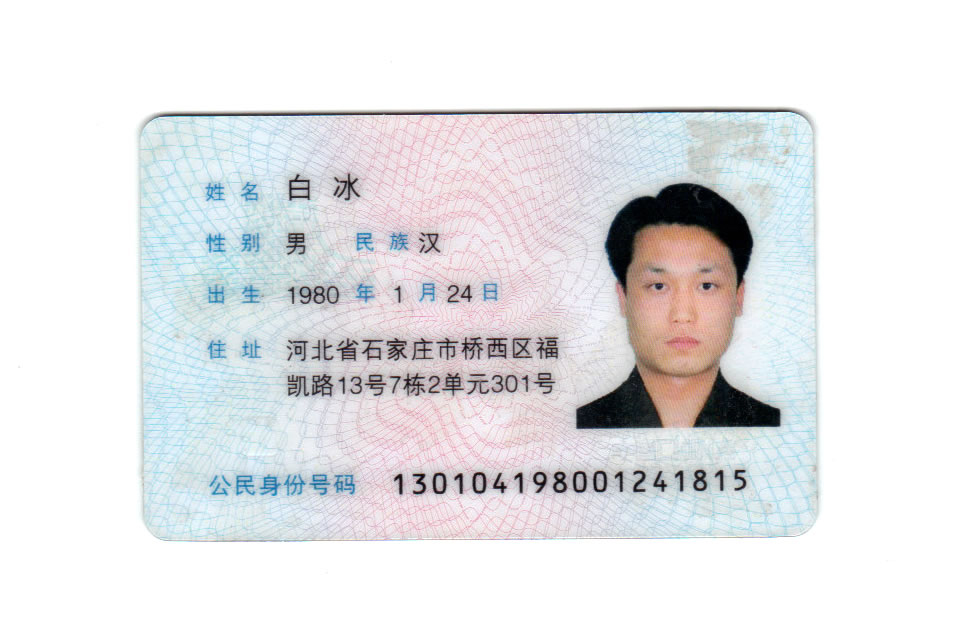 姓名 白冰
性别 男 民族 汉
出生 1980 年 1 月 24 日
住址 河北省石家庄市桥西区福
凯路13号7栋2单元301号
公民身份号码 130104198001241815